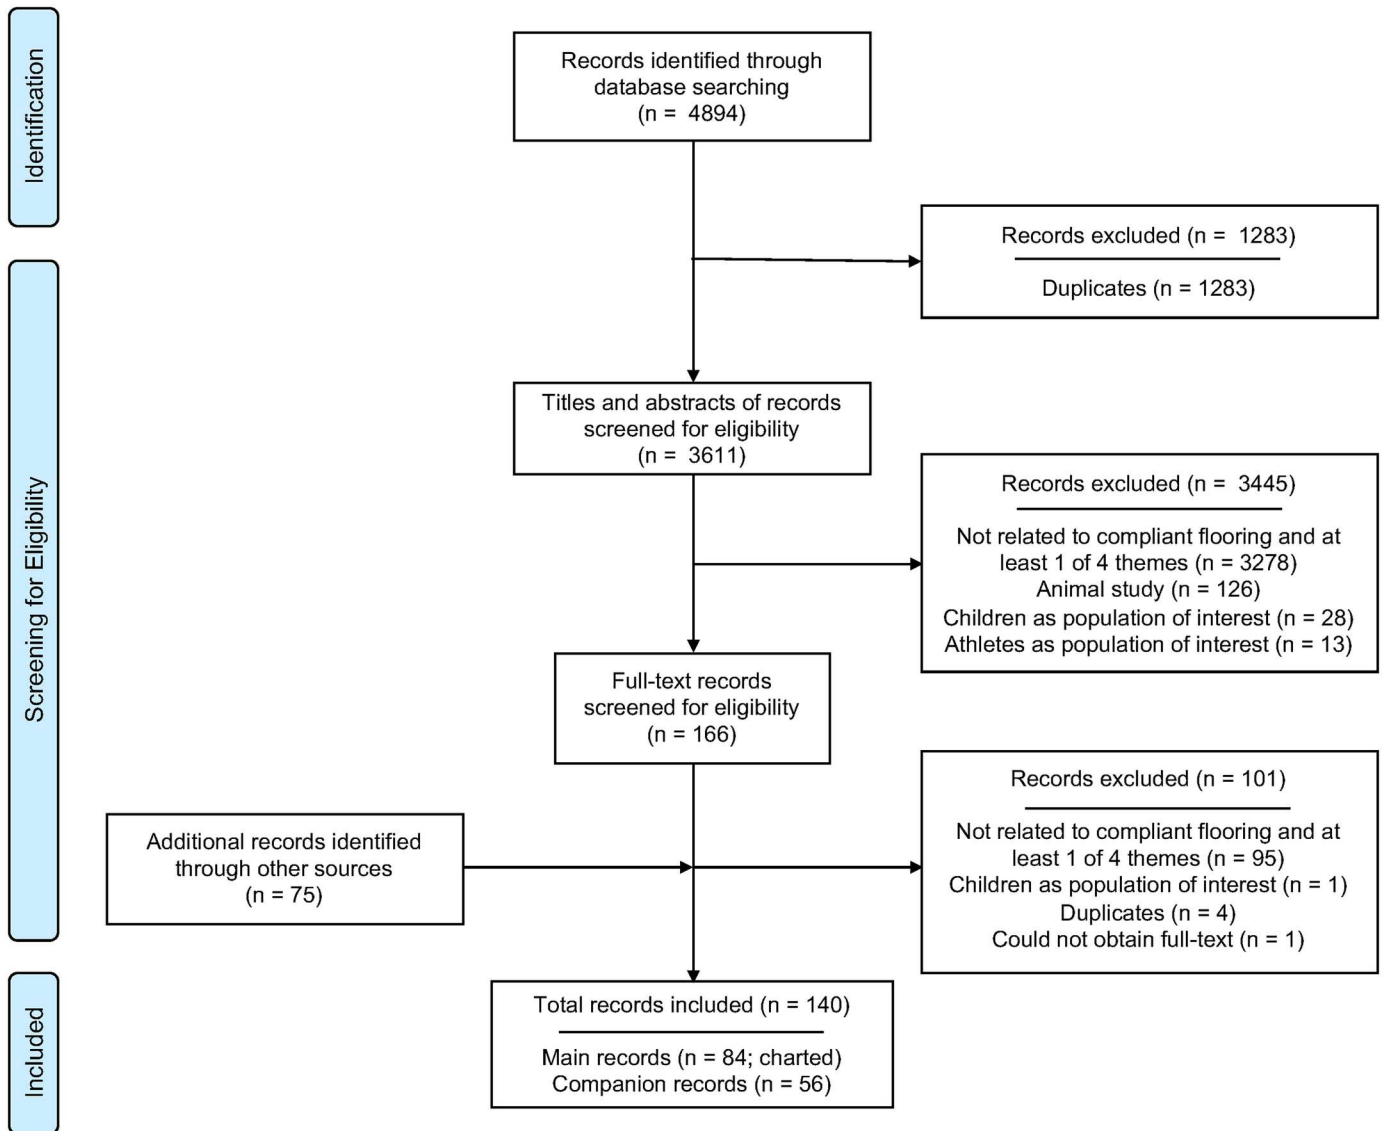 Identification
Records identified through
database searching
(n =  4894)
Records excluded (n =  1283)
Duplicates (n = 1283)
Screening for Eligibility
Titles and abstracts of records
screened for eligibility
(n =  3611)
Records excluded (n =  3445)
Not related to compliant flooring and at
least 1 of 4 themes (n = 3278)
Animal study (n = 126)
Children as population of interest (n = 28)
Athletes as population of interest (n = 13)
Full-text records
screened for eligibility
(n = 166)
Additional records identified
through other sources
(n = 75)
Records excluded (n = 101)
Not related to compliant flooring and at
least 1 of 4 themes (n = 95)
Children as population of interest (n = 1)
Duplicates (n = 4)
Could not obtain full-text (n = 1)
Included
Total records included (n = 140)
Main records (n = 84; charted)
Companion records (n = 56)